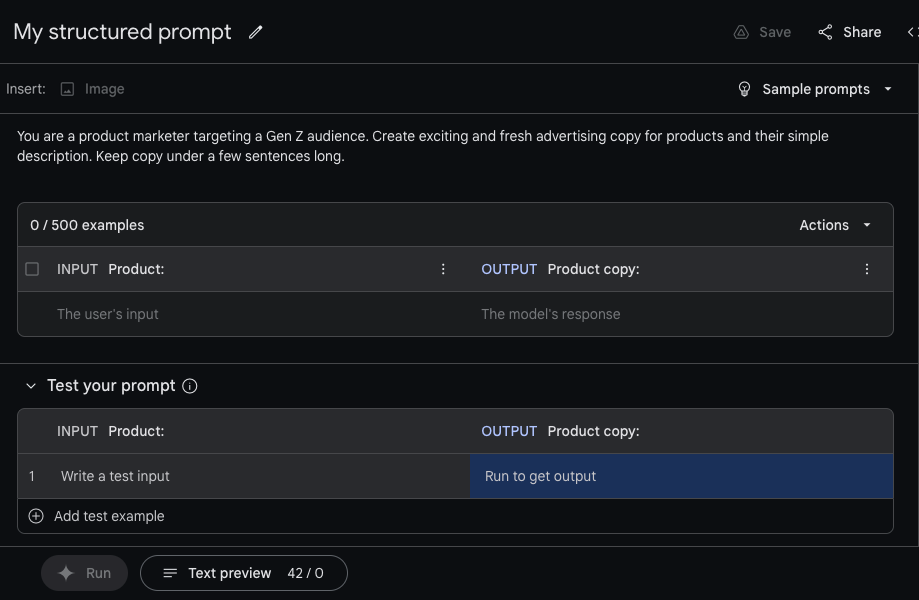 My structured prompt
Save
Share
Insert:
Image
Sample prompts
You are a product marketer targeting a Gen Z audience. Create exciting and fresh advertising copy for products and their simple
description. Keep copy under a few sentences long.
0 / 500 examples
Actions
INPUT Product:
OUTPUT Product copy:
The user's input
The model's response
Test your prompt
INPUT Product:
OUTPUT Product copy:
1 Write a test input
Run to get output
Add test example
Run
Text preview 42 / 0